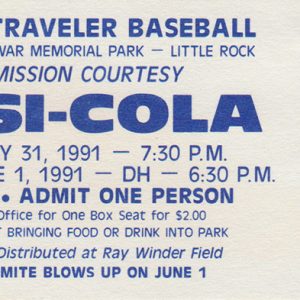 TRAVELER BASEBALL
WAR MEMORIAL PARK — LITTLE ROCK
MISSION COURTESY
SI-COLA
Y 31, 1991 — 7:30 P.M.
E 1, 1991 — DH — 6:30 P.M.
• ADMIT ONE PERSON
Office for One Box Seat for $2.00
T BRINGING FOOD OR DRINK INTO PARK
Distributed at Ray Winder Field
MITE BLOWS UP ON JUNE 1